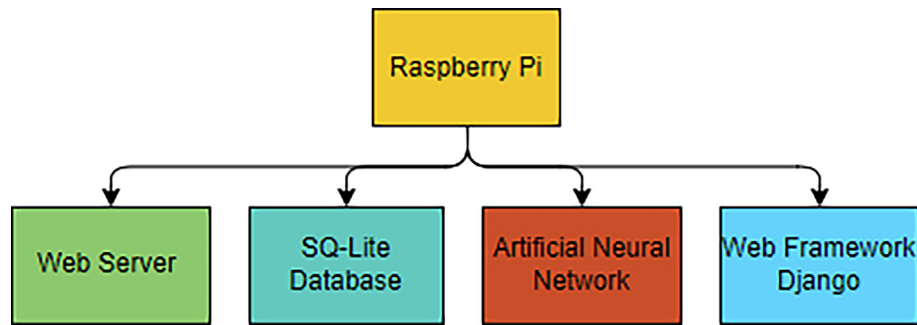 Raspberry Pi
Web Server
SQ-Lite
Database
Artificial Neural
Network
Web Framework
Django